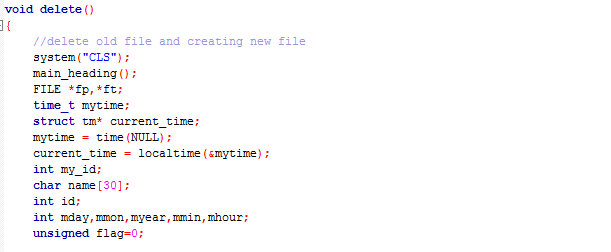 void delete()
{
//delete old file and creating new file
system("CLS");
main_heading();
FILE *fp,*ft;
time_t mytime;
struct tm* current_time;
mytime = time(NULL);
current_time = localtime(&mytime);
int my_id;
char name[30];
int id;
int mday,mmon,myear,mmin,mhour;
unsigned flag=0;